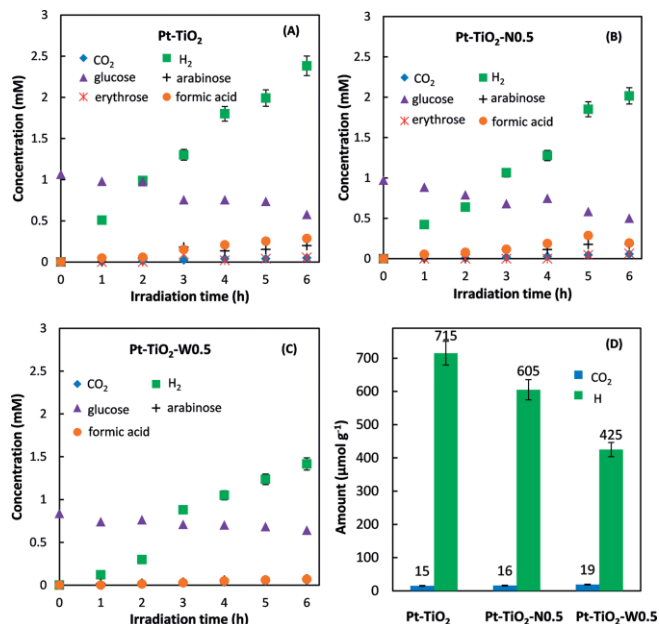 Pt-TiO₂ (A)
CO₂ H₂
glucose arabinose
erythrose formic acid
Concentration (mM)
3
2.5
2
1.5
1
0.5
0
0 1 2 3 4 5 6
Irradiation time (h)
Pt-TiO₂-N0.5 (B)
CO₂ H₂
glucose arabinose
erythrose formic acid
Concentration (mM)
3
2.5
2
1.5
1
0.5
0
0 1 2 3 4 5 6
Irradiation time (h)
Pt-TiO₂-W0.5 (C)
CO₂ H₂
glucose arabinose
formic acid
Concentration (mM)
3
2.5
2
1.5
1
0.5
0
0 1 2 3 4 5 6
Irradiation time (h)
(D)
CO₂
H
Amount (μmol g⁻¹)
700
600
500
400
300
200
100
0
715
605
425
15 16 19
Pt-TiO₂ Pt-TiO₂-N0.5 Pt-TiO₂-W0.5